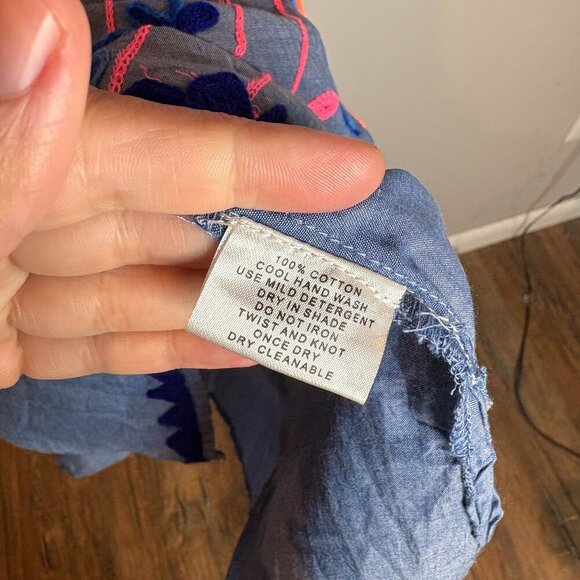 100% COTTON
COOL HAND WASH
USE MILD DETERGENT
DRY IN SHADE
DO NOT IRON
TWIST AND KNOT
ONCE DRY
DRY CLEANABLE